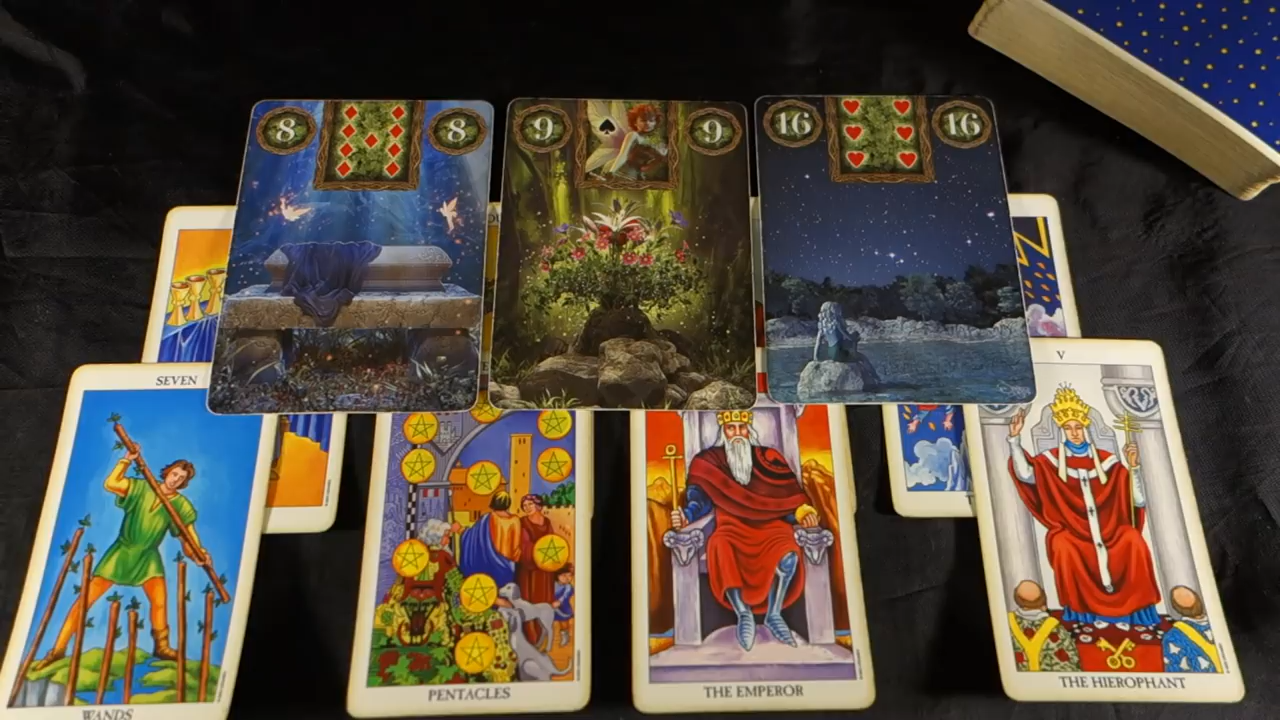 8 8
9 9
16 16
SEVEN
V
WANDS
PENTACLES
THE EMPEROR
THE HIEROPHANT